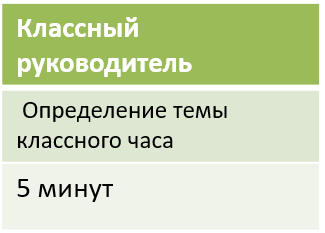 Классный
руководитель
Определение темы
классного часа
5 минут